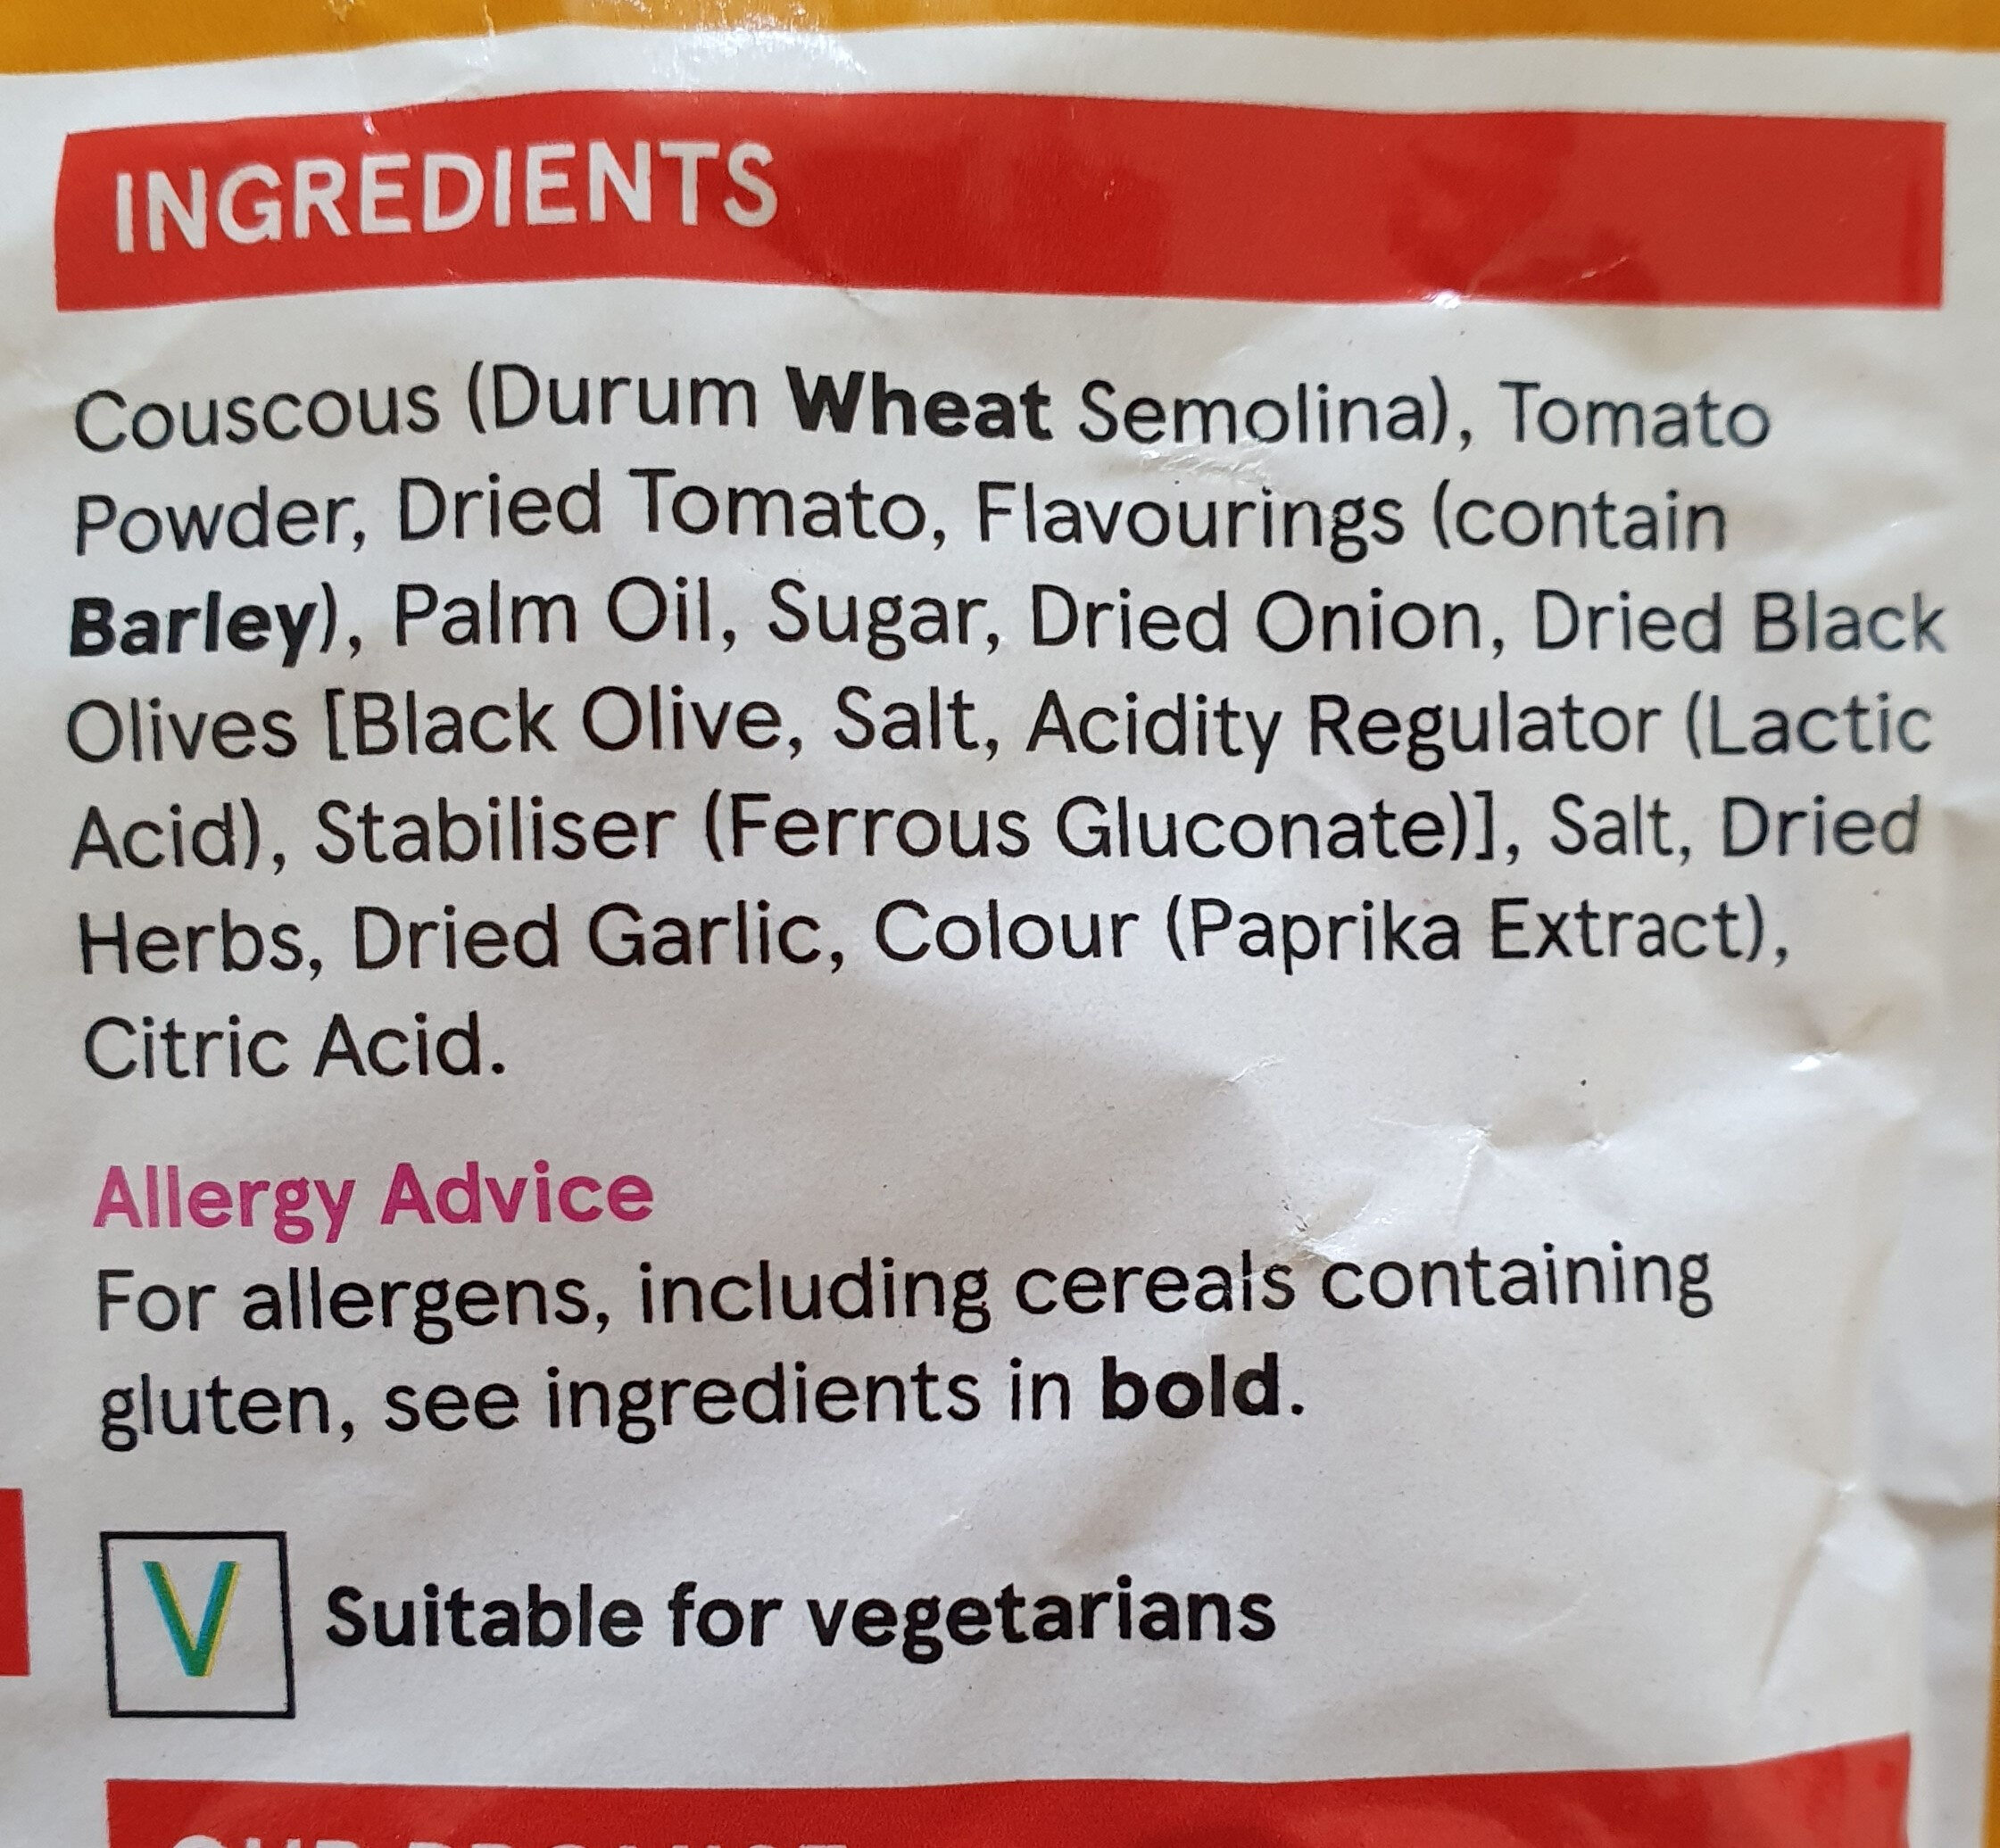 INGREDIENTS
Couscous (Durum Wheat Semolina), Tomato
Powder, Dried Tomato, Flavourings (contain
Barley), Palm Oil, Sugar, Dried Onion, Dried Black
Olives [Black Olive, Salt, Acidity Regulator (Lactic
Acid), Stabiliser (Ferrous Gluconate)], Salt, Dried
Herbs, Dried Garlic, Colour (Paprika Extract),
Citric Acid.
Allergy Advice
For allergens, including cereals containing
gluten, see ingredients in bold.
V Suitable for vegetarians